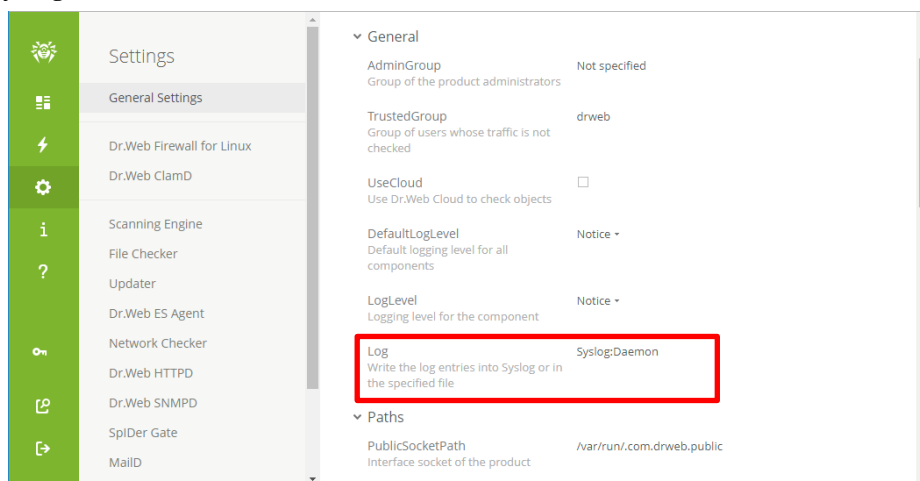 Settings
General Settings
Dr.Web Firewall for Linux
Dr.Web ClamD
Scanning Engine
File Checker
Updater
Dr.Web ES Agent
Network Checker
Dr.Web HTTPD
Dr.Web SNMPD
SpIDer Gate
MailD
General
AdminGroup Not specified
Group of the product administrators
TrustedGroup drweb
Group of users whose traffic is not
checked
UseCloud
Use Dr.Web Cloud to check objects
DefaultLogLevel Notice
Default logging level for all
components
LogLevel Notice
Logging level for the component
Log Syslog:Daemon
Write the log entries into Syslog or in
the specified file
Paths
PublicSocketPath /var/run/.com.drweb.public
Interface socket of the product